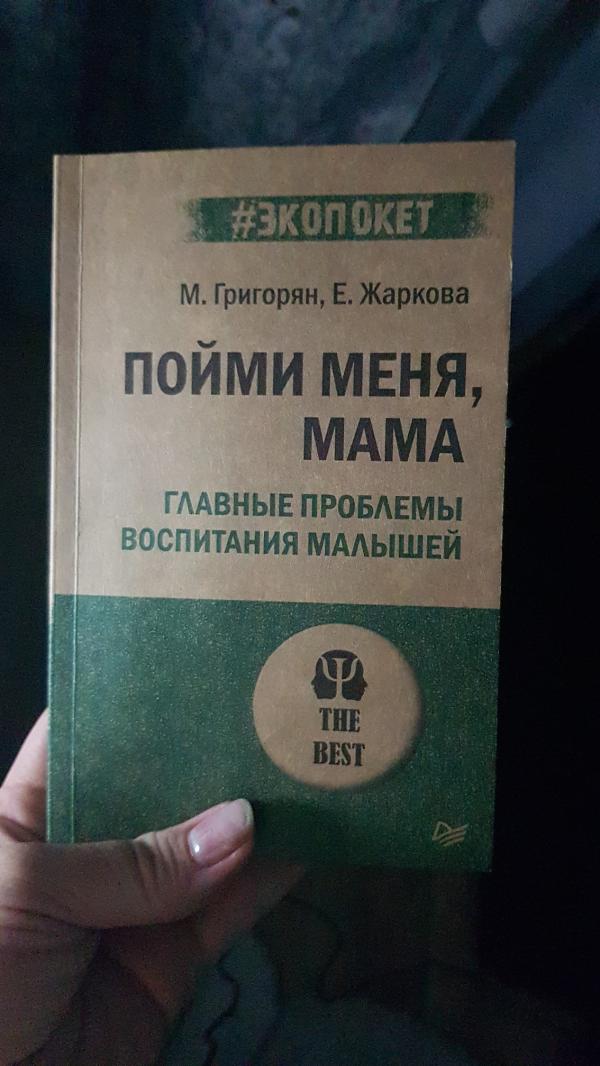 #ЭКОПОКЕТ
М. Григорян, Е. Жаркова
ПОЙМИ МЕНЯ,
МАМА
ГЛАВНЫЕ ПРОБЛЕМЫ
ВОСПИТАНИЯ МАЛЫШЕЙ
Ψ
THE
BEST